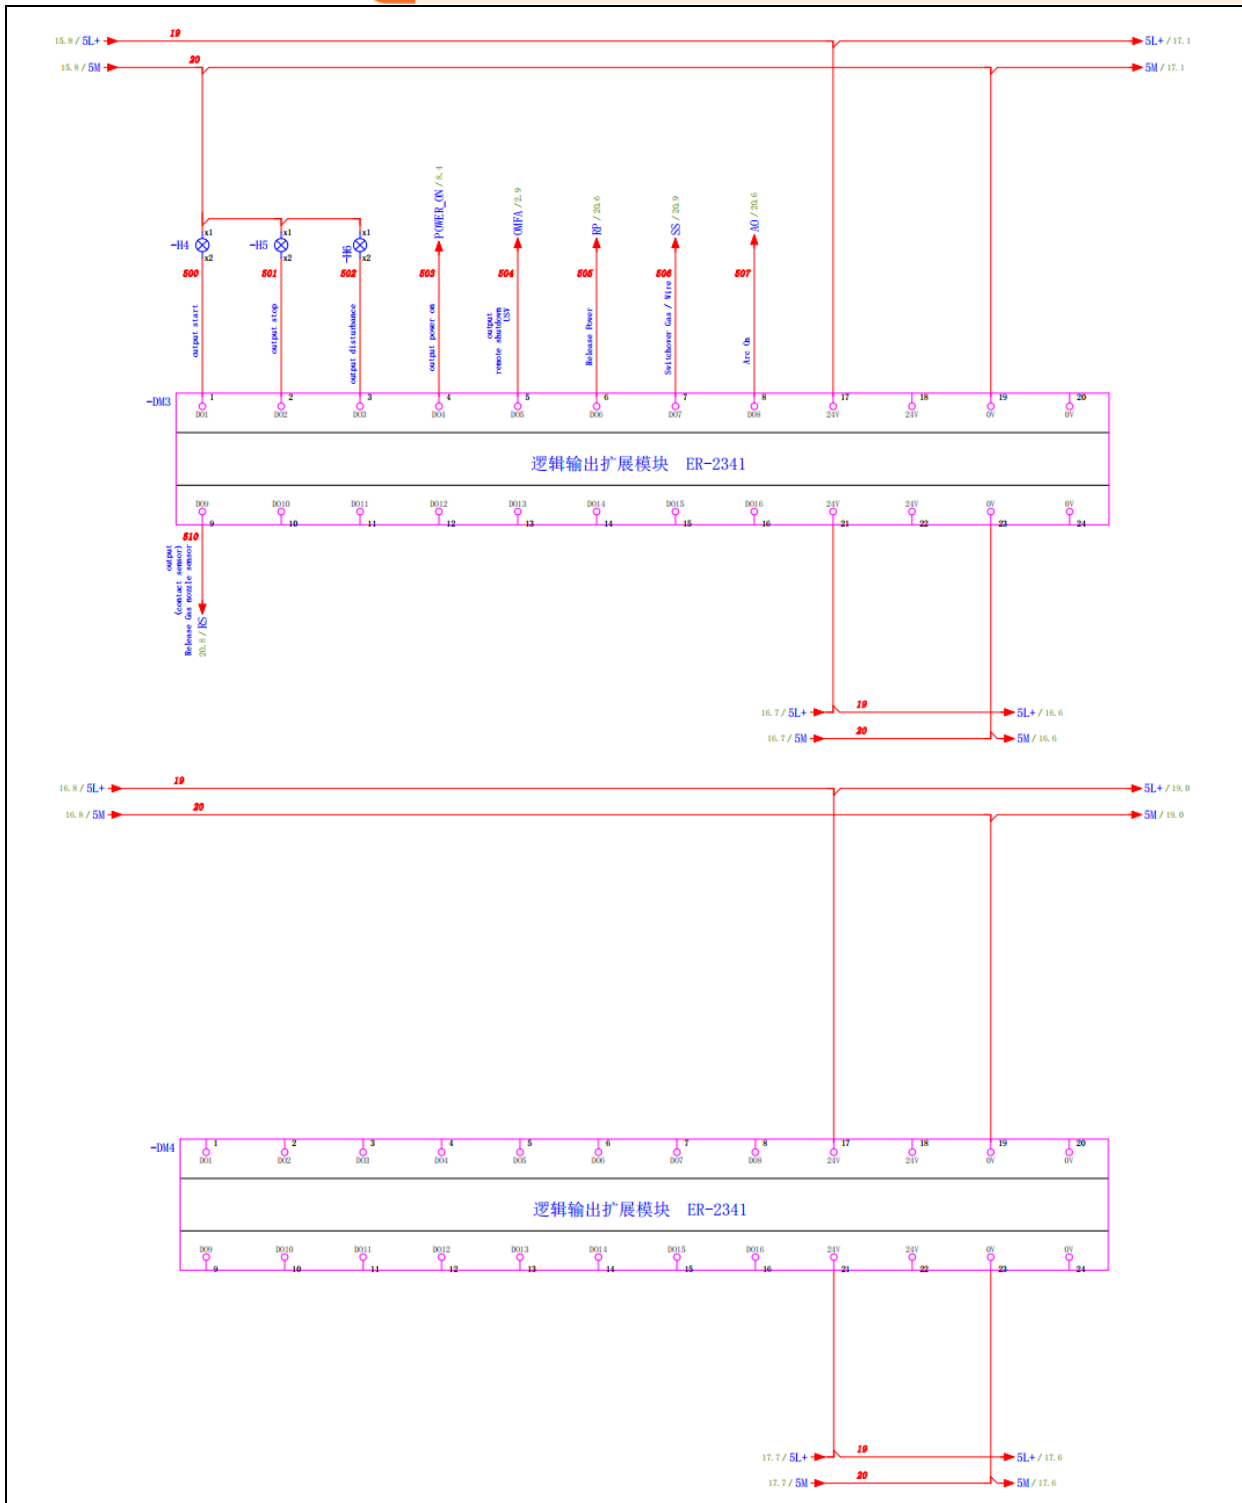 15.8 / 5L+
19
5L+ / 17.1
15.8 / 5M
20
5M / 17.1
POWER_ON / 8.4
OMFA / 2.9
RP / 20.6
SS / 20.9
AO / 20.6
x1
x1
x1
-H4
-H5
-H6
x2
x2
x2
500
501
502
503
504
505
506
507
output start
output stop
output disturbance
output power on
output
remote shutdown
USV
Release Power
Switchover Gas / Wire
Arc On
-DM3
1
2
3
4
5
6
7
8
17
18
19
20
DO1
DO2
DO3
DO4
DO5
DO6
DO7
DO8
24V
24V
0V
0V
逻辑输出扩展模块 ER-2341
DO9
DO10
DO11
DO12
DO13
DO14
DO15
DO16
24V
24V
0V
0V
9
10
11
12
13
14
15
16
21
22
23
24
510
output
(contact sensor)
Release Gas nozzle sensor
20.8 / RS
16.7 / 5L+
19
5L+ / 16.6
16.7 / 5M
20
5M / 16.6
16.8 / 5L+
19
5L+ / 19.0
16.8 / 5M
20
5M / 19.0
-DM4
1
2
3
4
5
6
7
8
17
18
19
20
DO1
DO2
DO3
DO4
DO5
DO6
DO7
DO8
24V
24V
0V
0V
逻辑输出扩展模块 ER-2341
DO9
DO10
DO11
DO12
DO13
DO14
DO15
DO16
24V
24V
0V
0V
9
10
11
12
13
14
15
16
21
22
23
24
17.7 / 5L+
19
5L+ / 17.6
17.7 / 5M
20
5M / 17.6